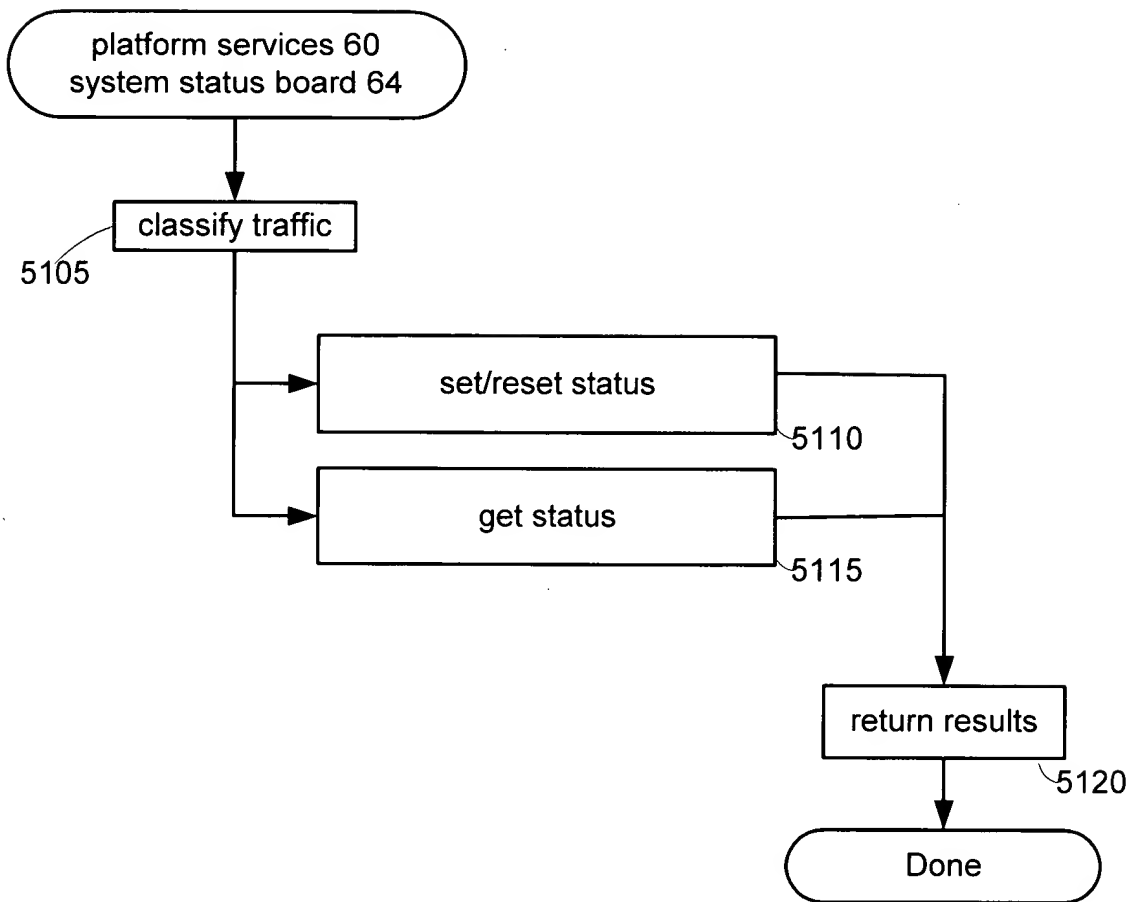 platform services 60
system status board 64
classify traffic
5105
set/reset status
5110
get status
5115
return results
5120
Done